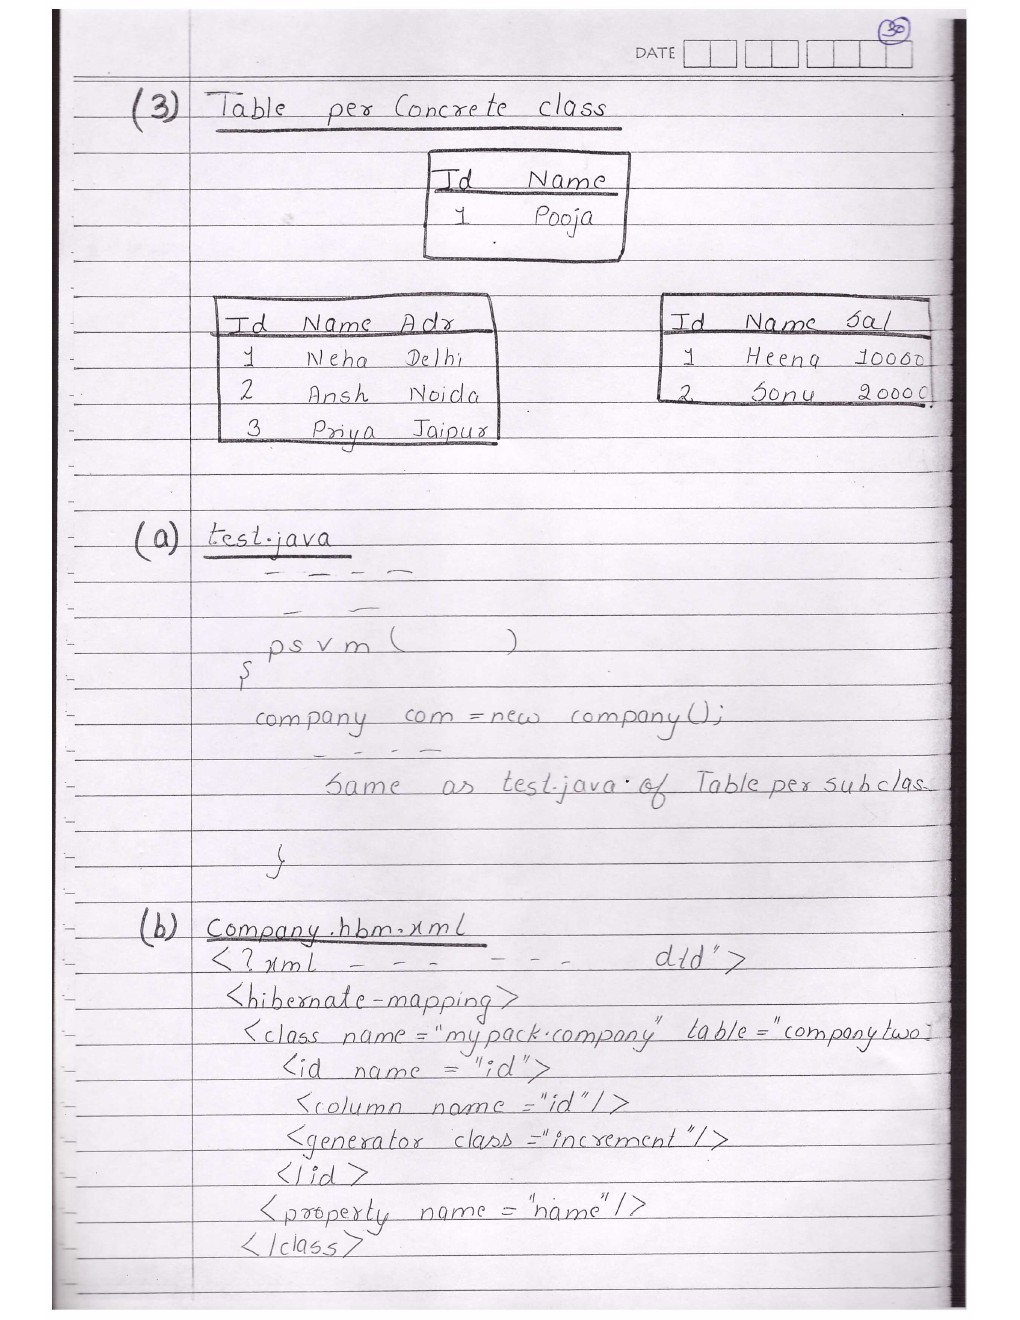 30
DATE
(3) Table per Concrete class
Id Name
1 Pooja
Id Name Adr
1 Neha Delhi
2 Ansh Noida
3 Priya Jaipur
Id Name Sal
1 Heena 10000
2 Sonu 20000
(a) test.java
- - - -
- -
psvm ( )
{
company com = new company();
- - - -
Same as test.java of Table per subclas
}
(b) Company.hbm.xml
<?xml - - - - - - dtd">
<hibernate-mapping>
<class name = "mypack.company" table = "companytwo
<id name = "id">
<column name = "id"/>
<generator class = "increment"/>
</id>
<property name = "name"/>
</class>